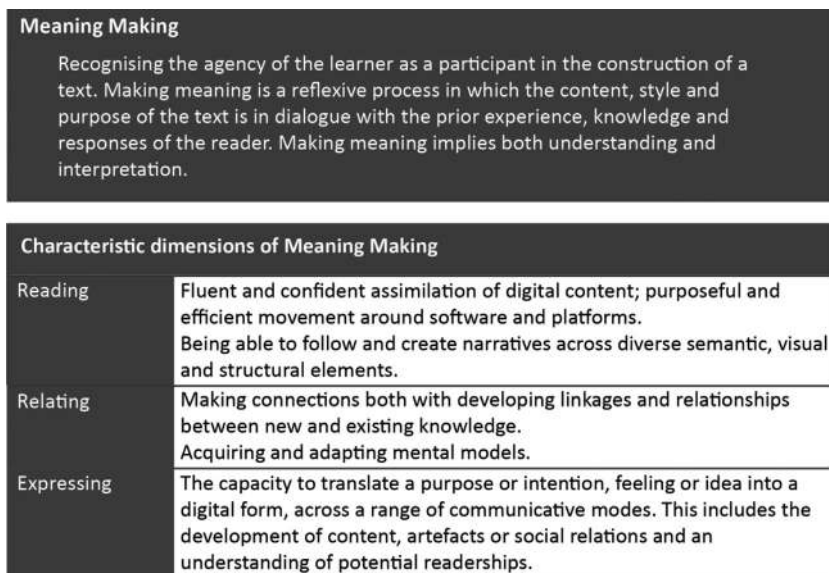 Meaning Making
Recognising the agency of the learner as a participant in the construction of a
text. Making meaning is a reflexive process in which the content, style and
purpose of the text is in dialogue with the prior experience, knowledge and
responses of the reader. Making meaning implies both understanding and
interpretation.
Characteristic dimensions of Meaning Making
Reading
Fluent and confident assimilation of digital content; purposeful and
efficient movement around software and platforms.
Being able to follow and create narratives across diverse semantic, visual
and structural elements.
Relating
Making connections both with developing linkages and relationships
between new and existing knowledge.
Acquiring and adapting mental models.
Expressing
The capacity to translate a purpose or intention, feeling or idea into a
digital form, across a range of communicative modes. This includes the
development of content, artefacts or social relations and an
understanding of potential readerships.